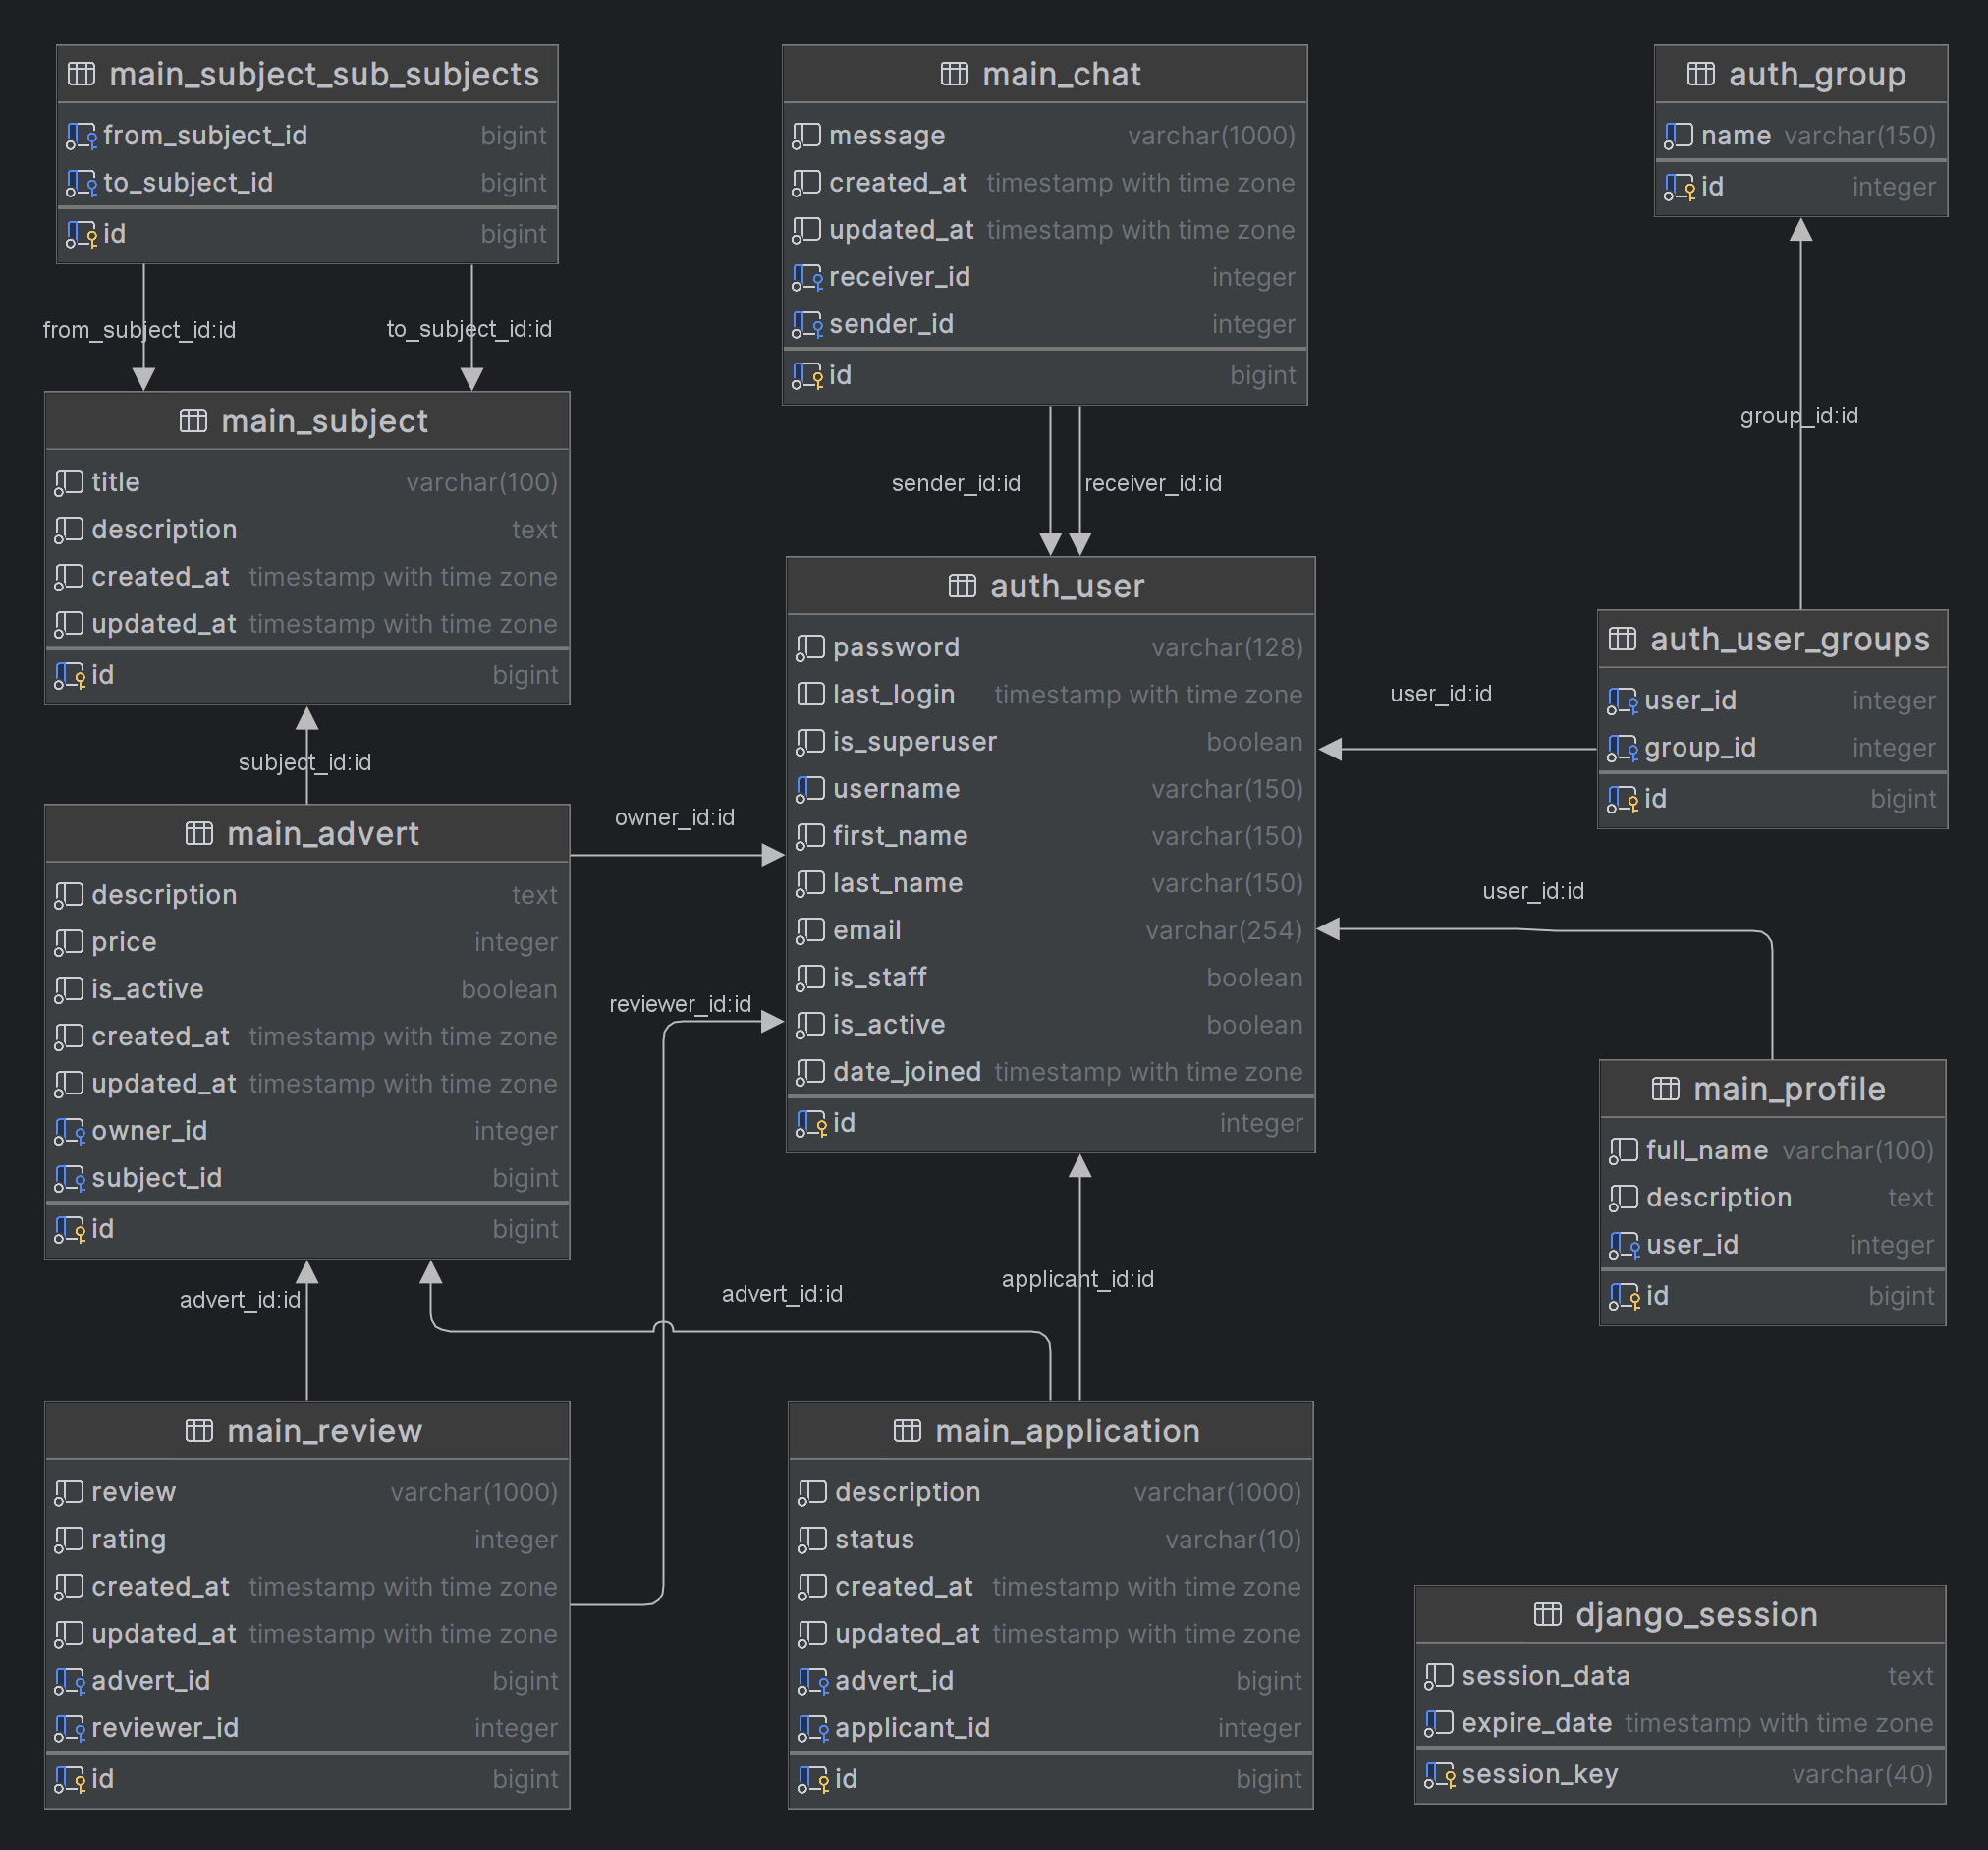 main_subject_sub_subjects
from_subject_id bigint
to_subject_id bigint
id bigint
from_subject_id:id
to_subject_id:id
main_subject
title varchar(100)
description text
created_at timestamp with time zone
updated_at timestamp with time zone
id bigint
subject_id:id
main_advert
description text
price integer
is_active boolean
created_at timestamp with time zone
updated_at timestamp with time zone
owner_id integer
subject_id bigint
id bigint
advert_id:id
main_review
review varchar(1000)
rating integer
created_at timestamp with time zone
updated_at timestamp with time zone
advert_id bigint
reviewer_id integer
id bigint
owner_id:id
reviewer_id:id
advert_id:id
main_chat
message varchar(1000)
created_at timestamp with time zone
updated_at timestamp with time zone
receiver_id integer
sender_id integer
id bigint
sender_id:id
receiver_id:id
auth_user
password varchar(128)
last_login timestamp with time zone
is_superuser boolean
username varchar(150)
first_name varchar(150)
last_name varchar(150)
email varchar(254)
is_staff boolean
is_active boolean
date_joined timestamp with time zone
id integer
applicant_id:id
main_application
description varchar(1000)
status varchar(10)
created_at timestamp with time zone
updated_at timestamp with time zone
advert_id bigint
applicant_id integer
id bigint
auth_group
name varchar(150)
id integer
group_id:id
auth_user_groups
user_id integer
group_id integer
id bigint
user_id:id
user_id:id
main_profile
full_name varchar(100)
description text
user_id integer
id bigint
django_session
session_data text
expire_date timestamp with time zone
session_key varchar(40)